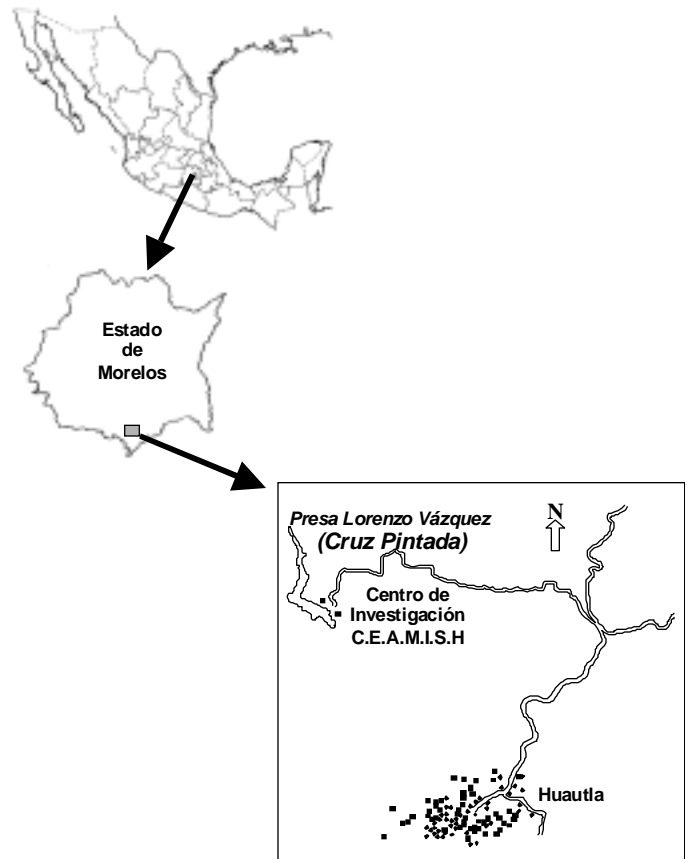 Estado
de
Morelos
Presa Lorenzo Vázquez
(Cruz Pintada)
N
Centro de
Investigación
C.E.A.M.I.S.H
Huautla